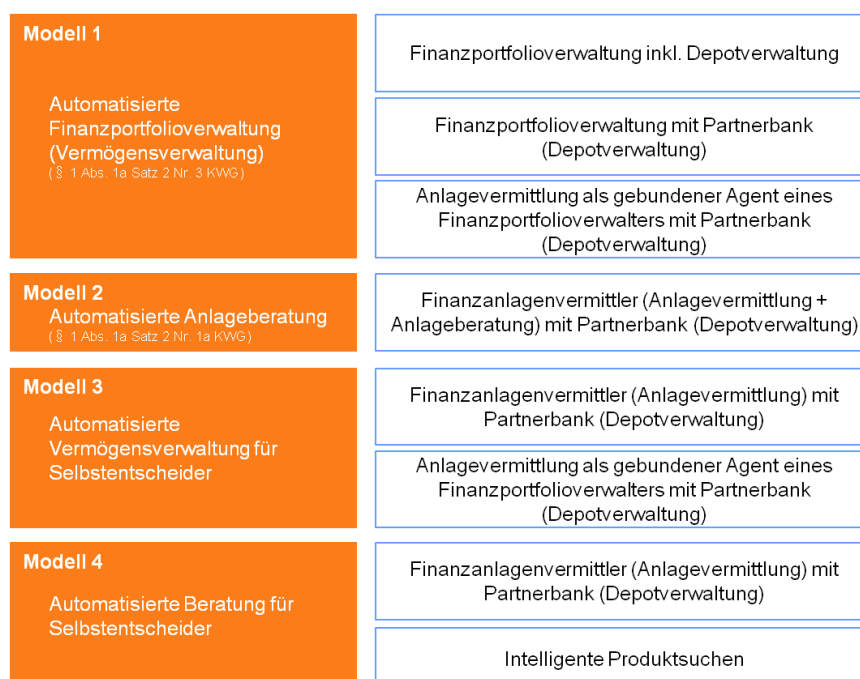 Modell 1
Automatisierte
Finanzportfolioverwaltung
(Vermögensverwaltung)
(§ 1 Abs. 1a Satz 2 Nr. 3 KWG)
Finanzportfolioverwaltung inkl. Depotverwaltung
Finanzportfolioverwaltung mit Partnerbank
(Depotverwaltung)
Anlagevermittlung als gebundener Agent eines
Finanzportfolioverwalters mit Partnerbank
(Depotverwaltung)
Modell 2
Automatisierte Anlageberatung
(§ 1 Abs. 1a Satz 2 Nr. 1a KWG)
Finanzanlagenvermittler (Anlagevermittlung +
Anlageberatung) mit Partnerbank (Depotverwaltung)
Modell 3
Automatisierte
Vermögensverwaltung für
Selbstentscheider
Finanzanlagenvermittler (Anlagevermittlung) mit
Partnerbank (Depotverwaltung)
Anlagevermittlung als gebundener Agent eines
Finanzportfolioverwalters mit Partnerbank
(Depotverwaltung)
Modell 4
Automatisierte Beratung für
Selbstentscheider
Finanzanlagenvermittler (Anlagevermittlung) mit
Partnerbank (Depotverwaltung)
Intelligente Produktsuchen